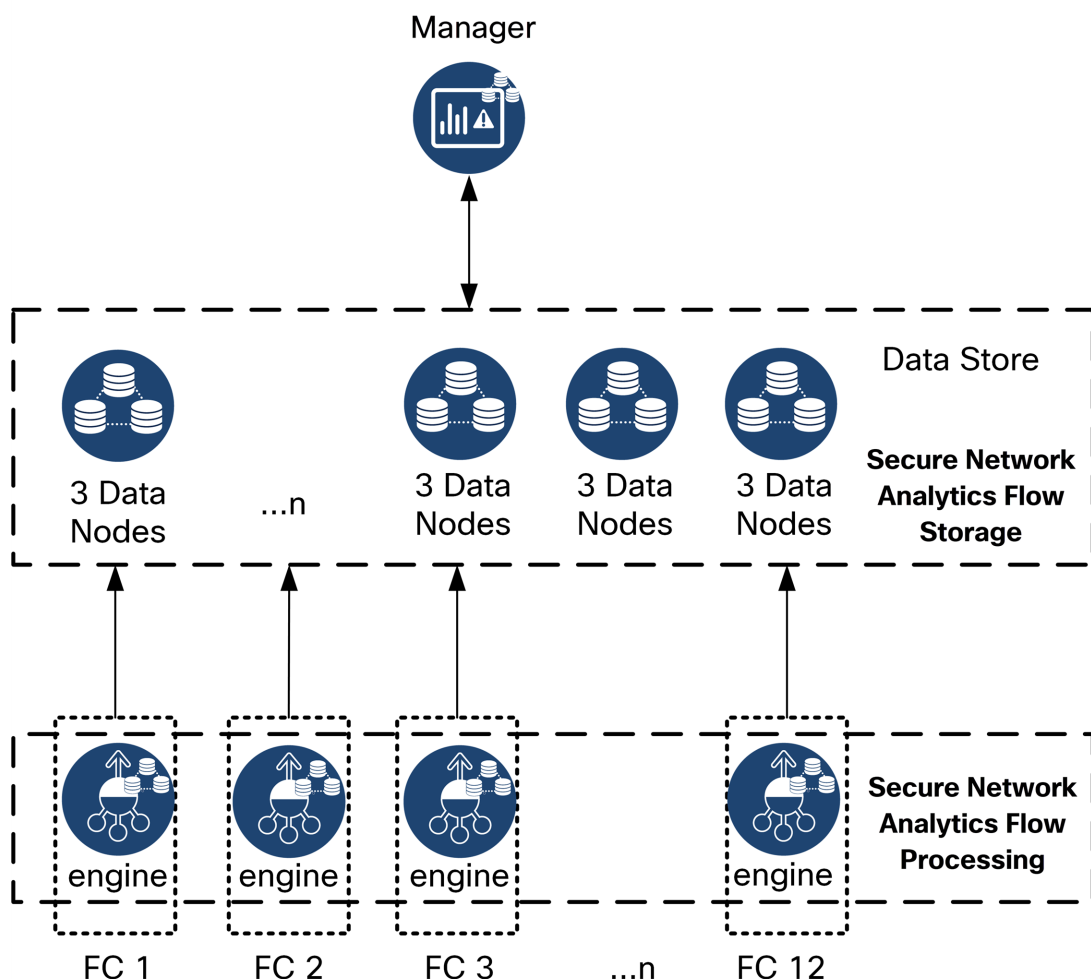 Manager
Data Store
3 Data
Nodes
...n
3 Data
Nodes
3 Data
Nodes
3 Data
Nodes
Secure Network
Analytics Flow
Storage
engine
engine
engine
engine
Secure Network
Analytics Flow
Processing
FC 1
FC 2
FC 3
...n
FC 12